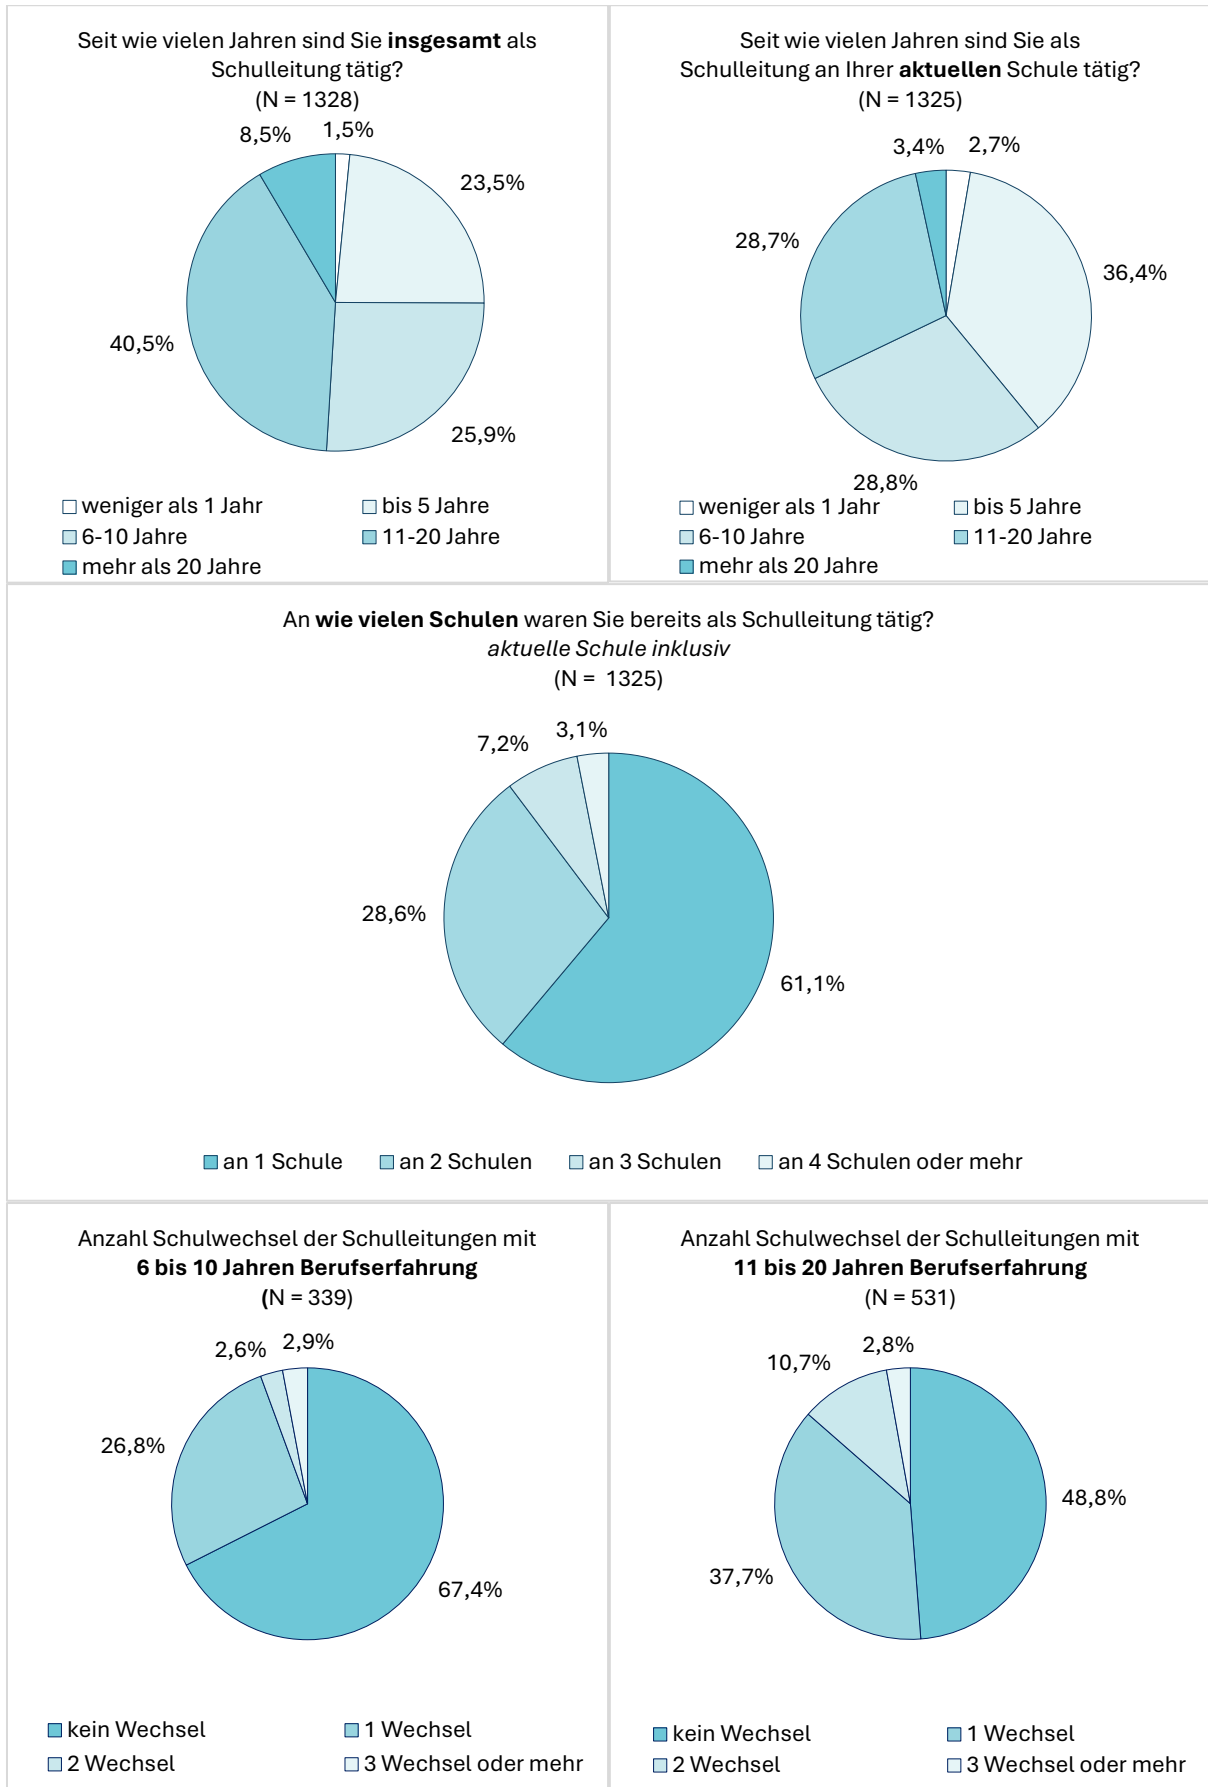 Seit wie vielen Jahren sind Sie insgesamt als
Schulleitung tätig?
(N = 1328)
8,5%
1,5%
23,5%
40,5%
25,9%
weniger als 1 Jahr
bis 5 Jahre
6-10 Jahre
11-20 Jahre
mehr als 20 Jahre
Seit wie vielen Jahren sind Sie als
Schulleitung an Ihrer aktuellen Schule tätig?
(N = 1325)
3,4%
2,7%
28,7%
36,4%
28,8%
weniger als 1 Jahr
bis 5 Jahre
6-10 Jahre
11-20 Jahre
mehr als 20 Jahre
An wie vielen Schulen waren Sie bereits als Schulleitung tätig?
aktuelle Schule inklusiv
(N =  1325)
7,2%
3,1%
28,6%
61,1%
an 1 Schule
an 2 Schulen
an 3 Schulen
an 4 Schulen oder mehr
Anzahl Schulwechsel der Schulleitungen mit
6 bis 10 Jahren Berufserfahrung
(N = 339)
2,6%
2,9%
26,8%
67,4%
kein Wechsel
1 Wechsel
2 Wechsel
3 Wechsel oder mehr
Anzahl Schulwechsel der Schulleitungen mit
11 bis 20 Jahren Berufserfahrung
(N = 531)
10,7%
2,8%
48,8%
37,7%
kein Wechsel
1 Wechsel
2 Wechsel
3 Wechsel oder mehr